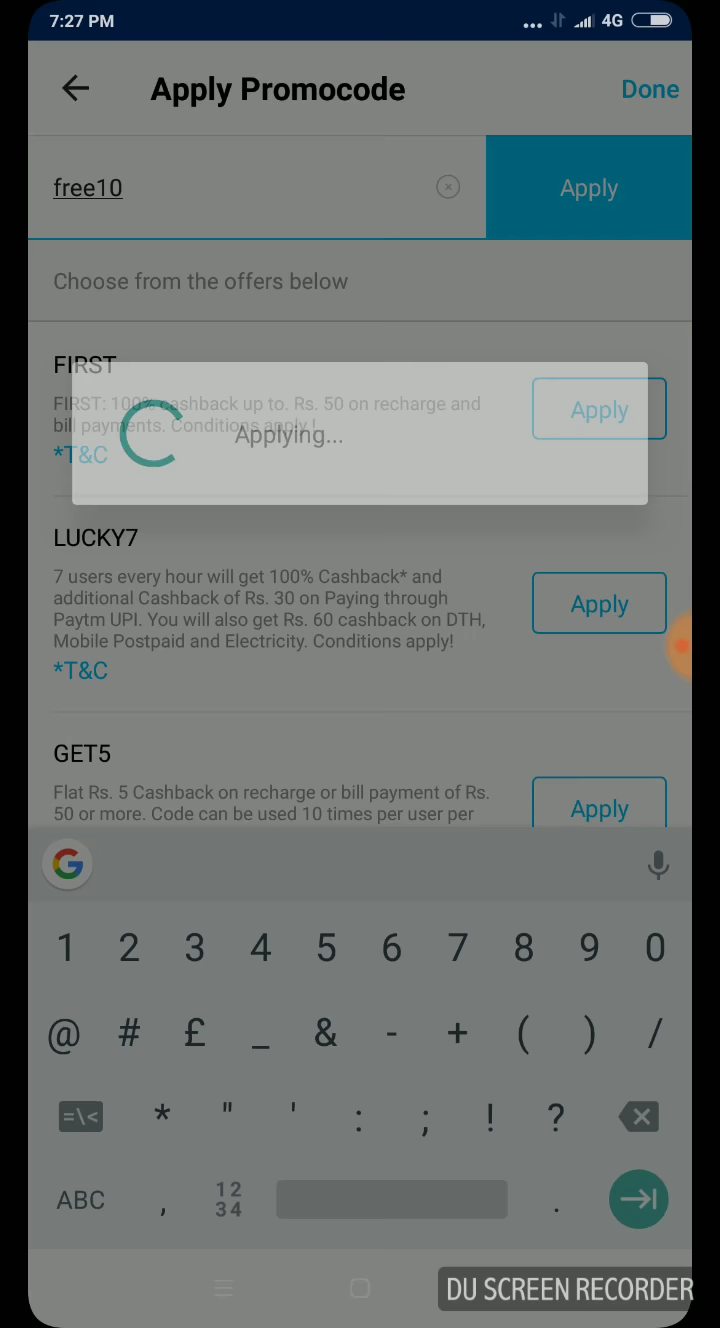 7:27 PM
4G
Apply Promocode
Done
free10
Apply
Choose from the offers below
FIRST
FIRST: 100% cashback up to. Rs. 50 on recharge and
bill payments. Conditions apply !
*T&C
Apply
Applying...
LUCKY7
7 users every hour will get 100% Cashback* and
additional Cashback of Rs. 30 on Paying through
Paytm UPI. You will also get Rs. 60 cashback on DTH,
Mobile Postpaid and Electricity. Conditions apply!
*T&C
Apply
GET5
Flat Rs. 5 Cashback on recharge or bill payment of Rs.
50 or more. Code can be used 10 times per user per
Apply
G
1 2 3 4 5 6 7 8 9 0
@ # £ _ & - + ( ) /
=\< * " ' : ; ! ?
ABC , 12 .
34
DU SCREEN RECORDER